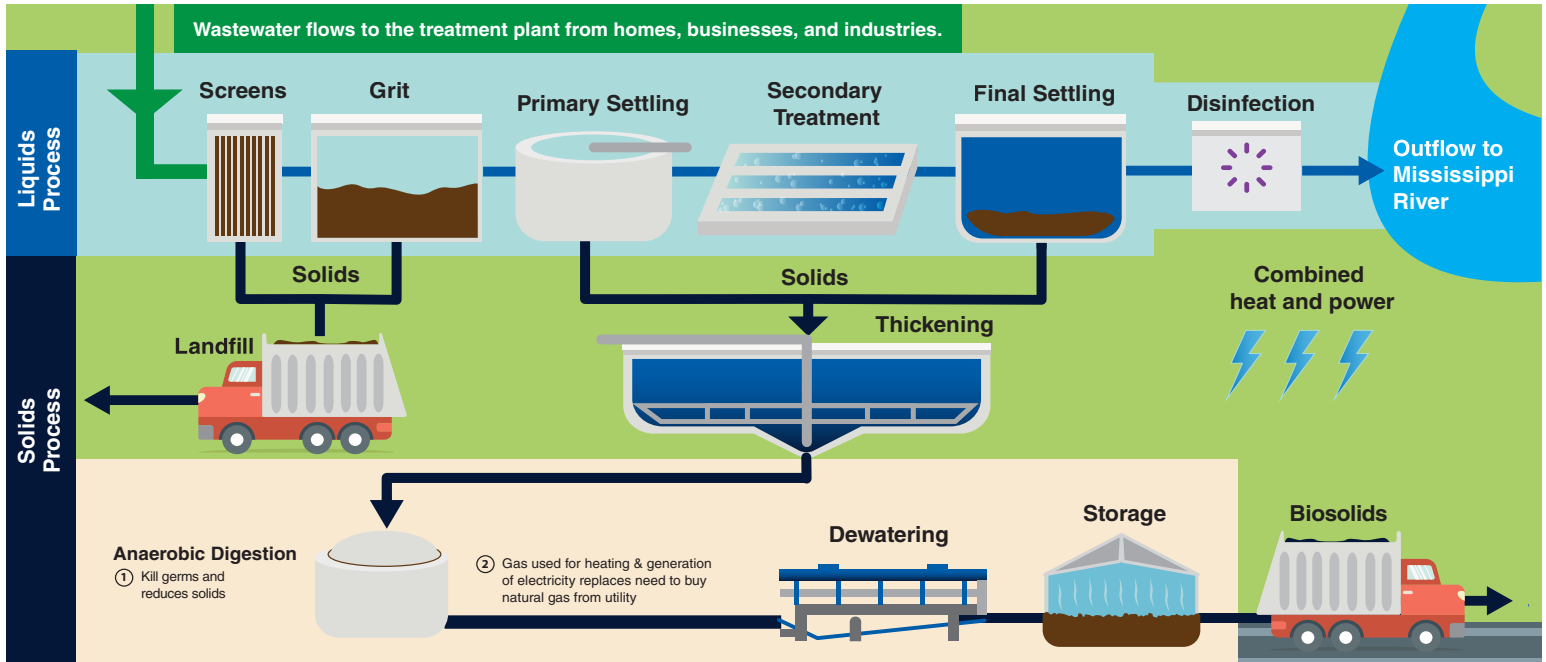 Wastewater flows to the treatment plant from homes, businesses, and industries.
Liquids
Process
Screens
Grit
Primary Settling
Secondary
Treatment
Final Settling
Disinfection
Outflow to
Mississippi
River
Solids
Process
Solids
Landfill
Solids
Thickening
Combined
heat and power
Anaerobic Digestion
1 Kill germs and
reduces solids
2 Gas used for heating & generation
of electricity replaces need to buy
natural gas from utility
Dewatering
Storage
Biosolids